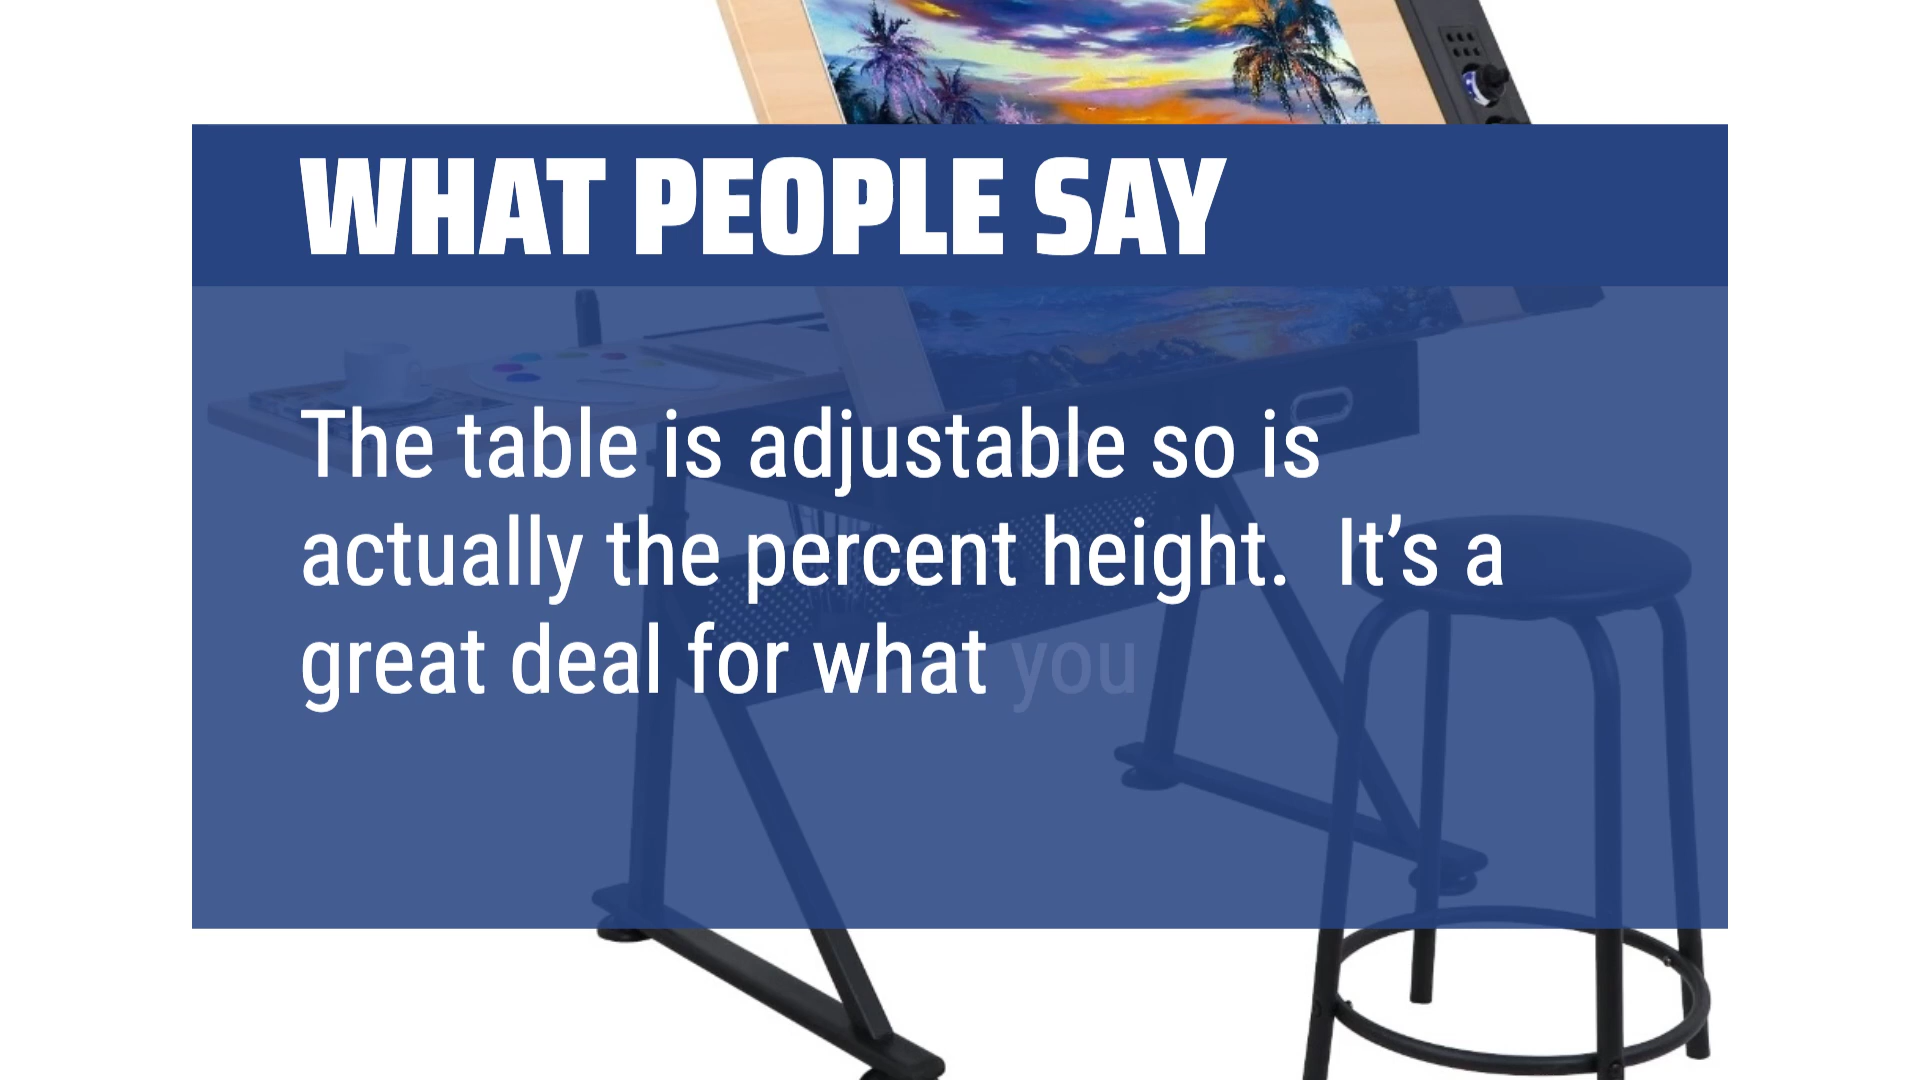 WHAT PEOPLE SAY
The table is adjustable so is
actually the percent height.  It’s a
great deal for what you